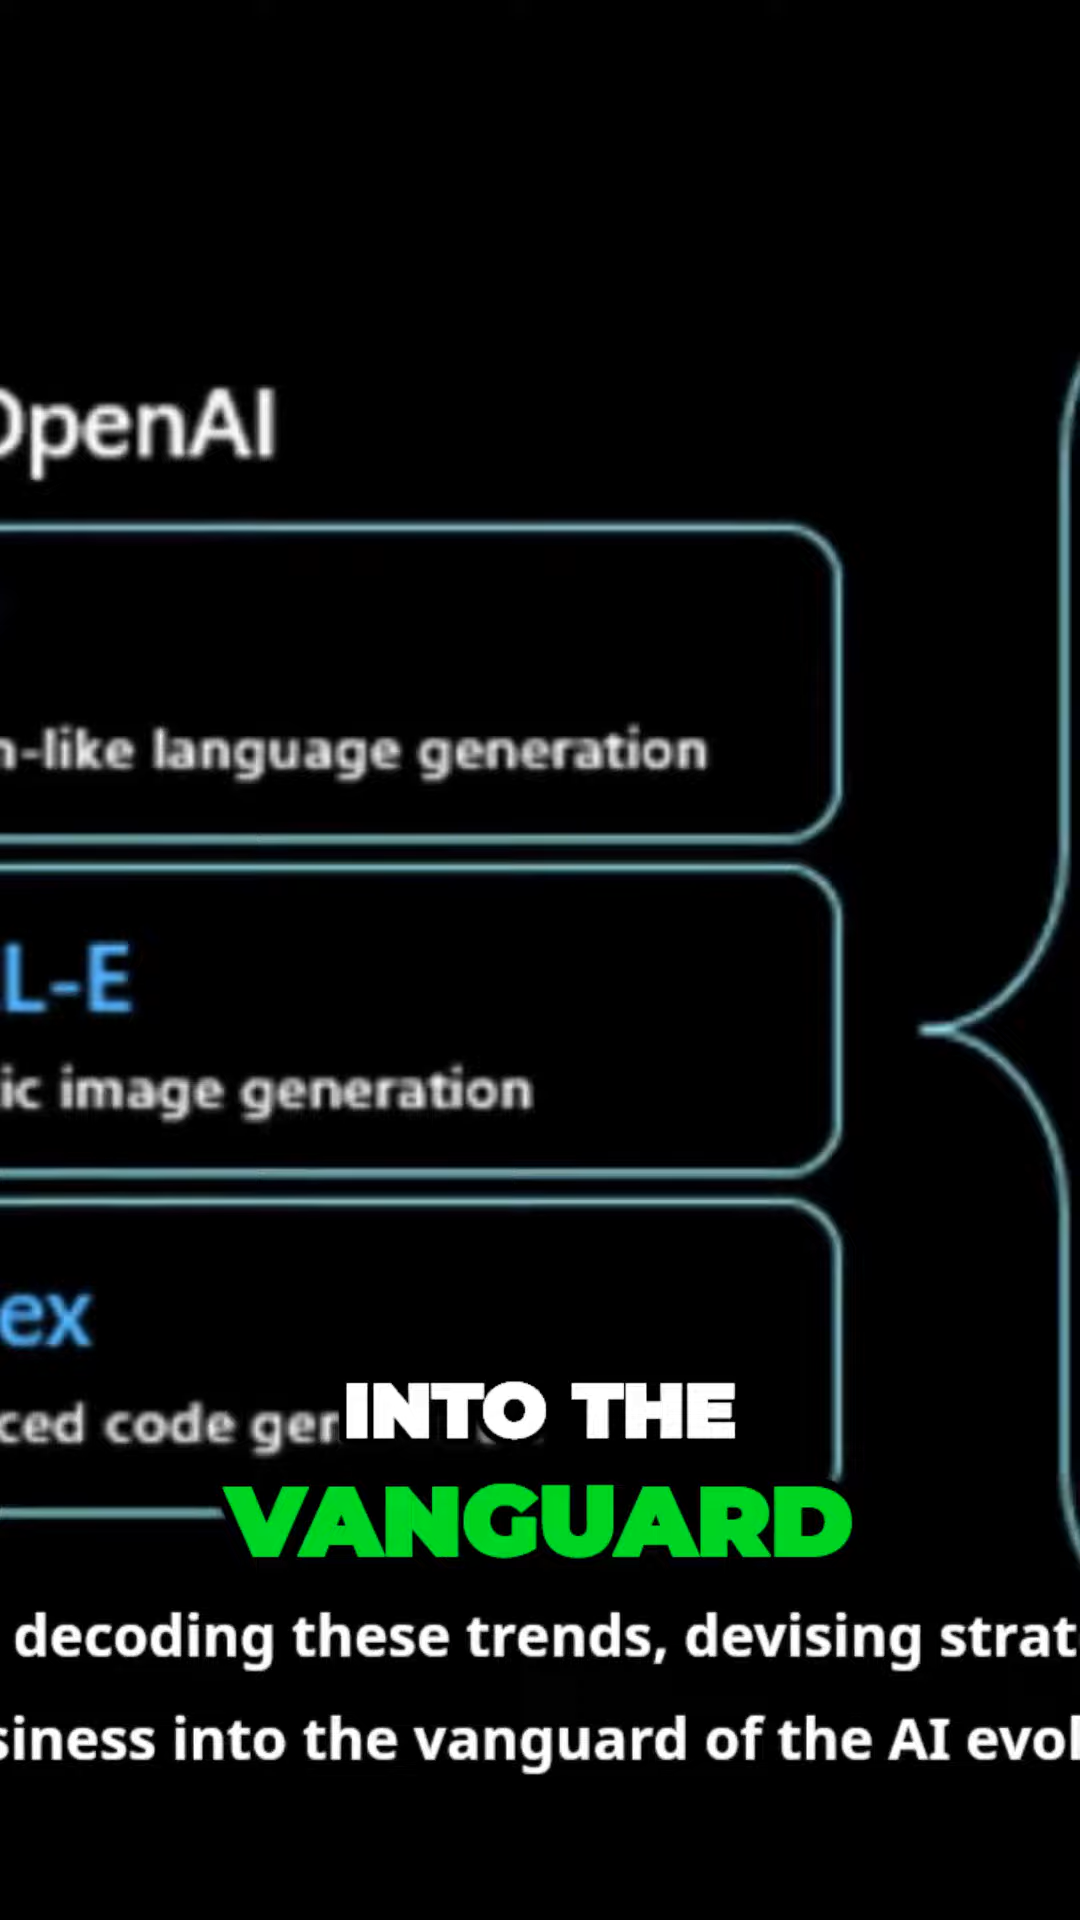 OpenAI
n-like language generation
L-E
ic image generation
ex
ced code gen
INTO THE
VANGUARD
decoding these trends, devising strat
siness into the vanguard of the AI evol